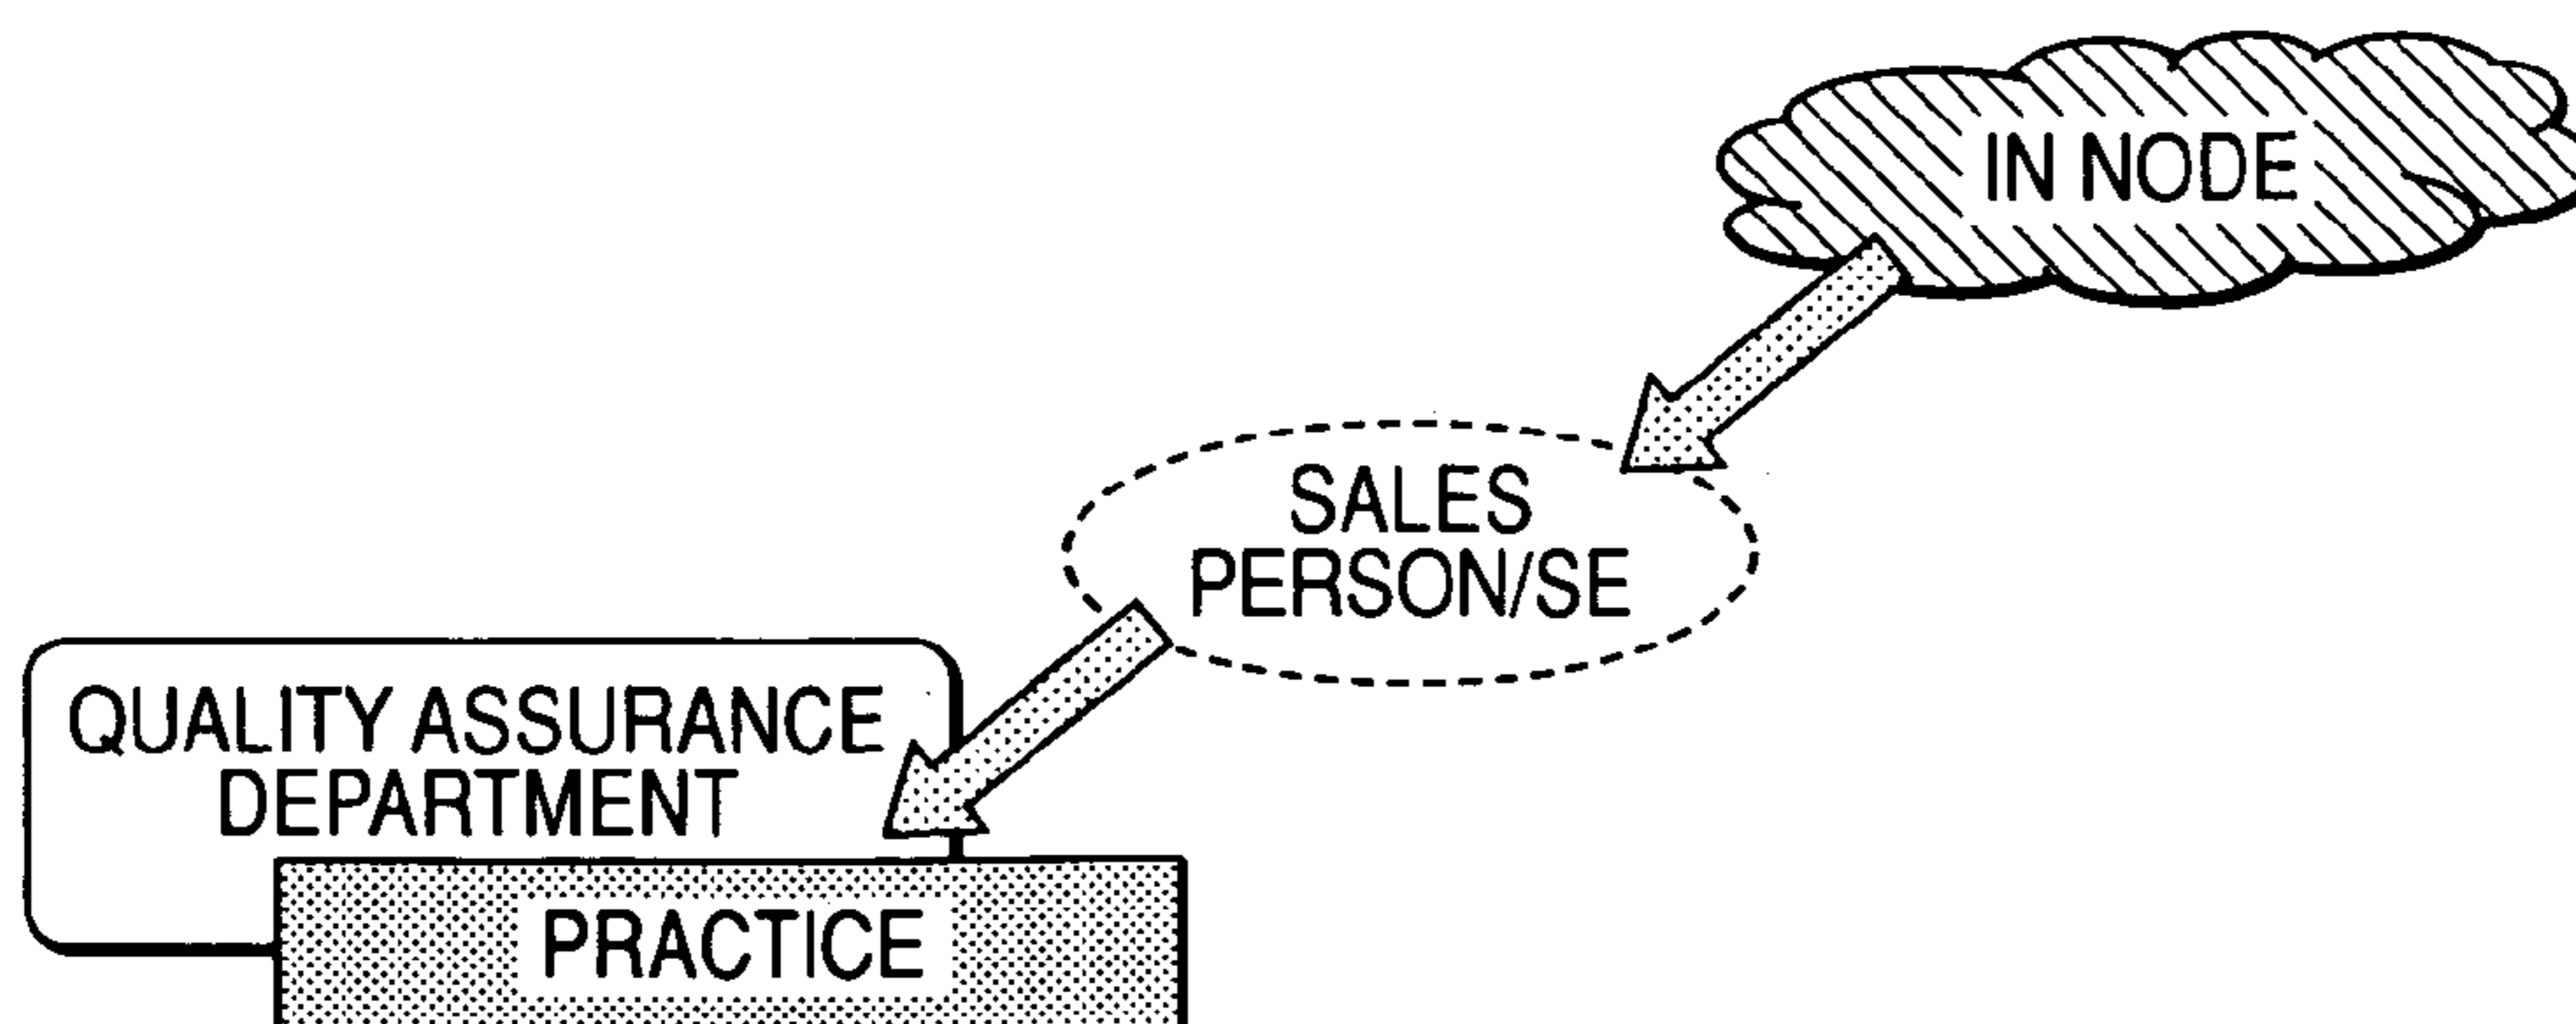 IN NODE
SALES
PERSON/SE
QUALITY ASSURANCE
DEPARTMENT
PRACTICE